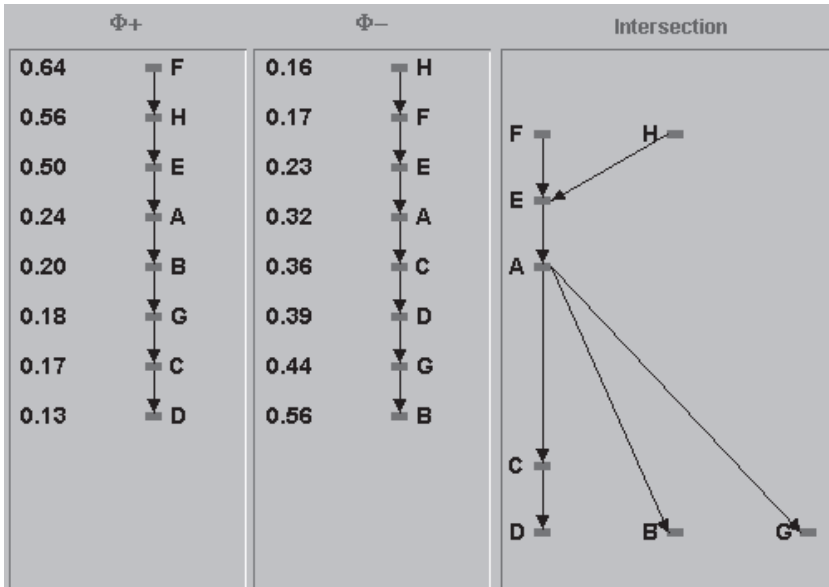 Φ+ Φ− Intersection
0.64 F 0.16 H
0.56 H 0.17 F
F H
0.50 E 0.23 E
E
0.24 A 0.32 A
A
0.20 B 0.36 C
0.18 G 0.39 D
0.17 C 0.44 G
0.13 D 0.56 B
C
D B G